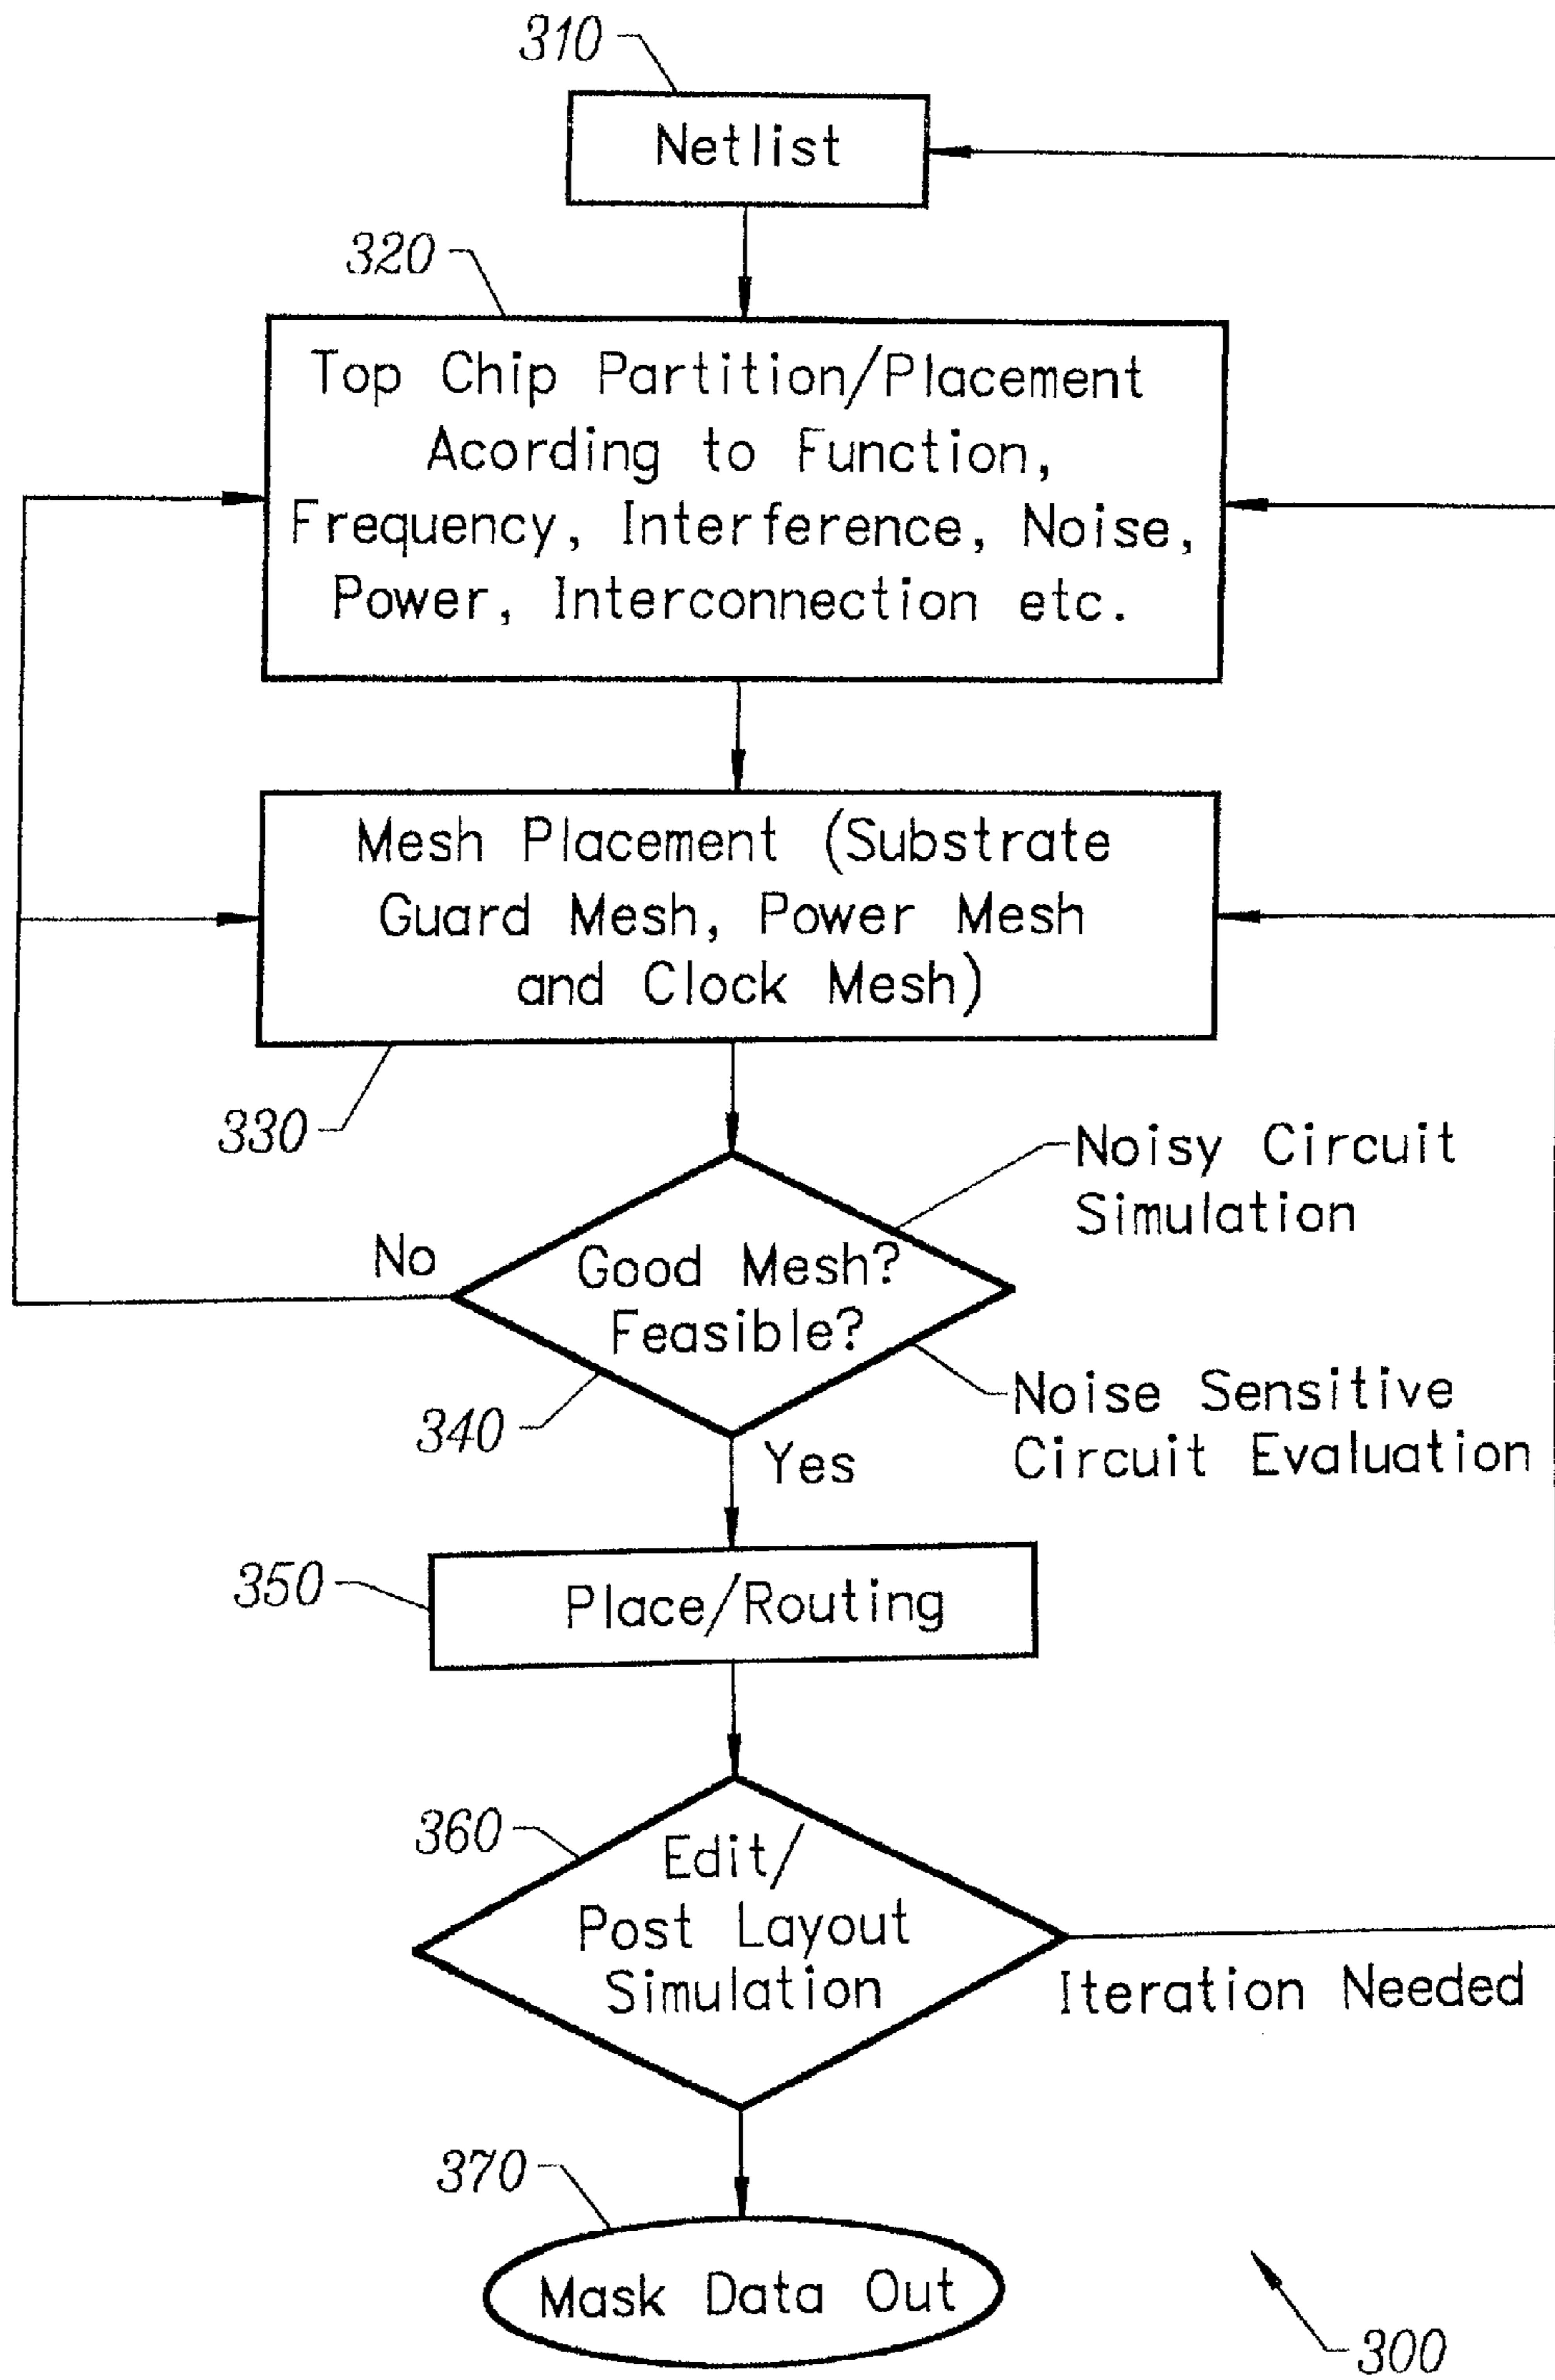 310
Netlist
320
Top Chip Partition/Placement
Acording to Function,
Frequency, Interference, Noise,
Power, Interconnection etc.
Mesh Placement (Substrate
Guard Mesh, Power Mesh
and Clock Mesh)
330
Noisy Circuit
Simulation
No
Good Mesh?
Feasible?
340
Noise Sensitive
Circuit Evaluation
Yes
350
Place/Routing
360
Edit/
Post Layout
Simulation
Iteration Needed
370
Mask Data Out
300